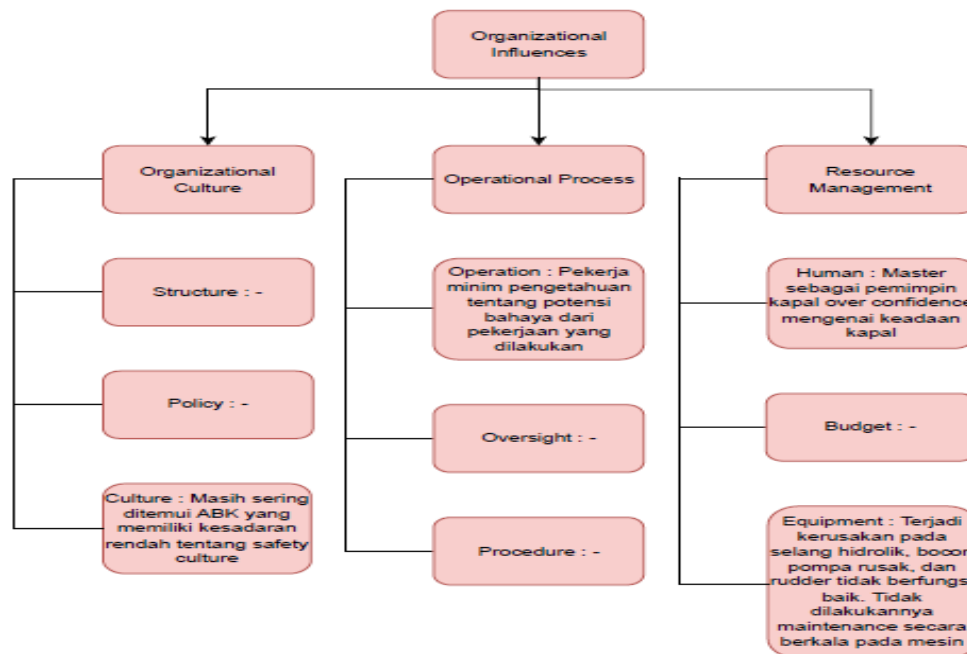 Organizational
Influences
Organizational
Culture
Operational Process
Resource
Management
Structure : -
Operation : Pekerja
minim pengetahuan
tentang potensi
bahaya dari
pekerjaan yang
dilakukan
Human : Master
sebagai pemimpin
kapal over confidence
mengenai keadaan
kapal
Policy : -
Oversight : -
Budget : -
Culture : Masih sering
ditemui ABK yang
memiliki kesadaran
rendah tentang safety
culture
Procedure : -
Equipment : Terjadi
kerusakan pada
selang hidrolik, bocor,
pompa rusak, dan
rudder tidak berfungsi
baik. Tidak
dilakukannya
maintenance secara
berkala pada mesin